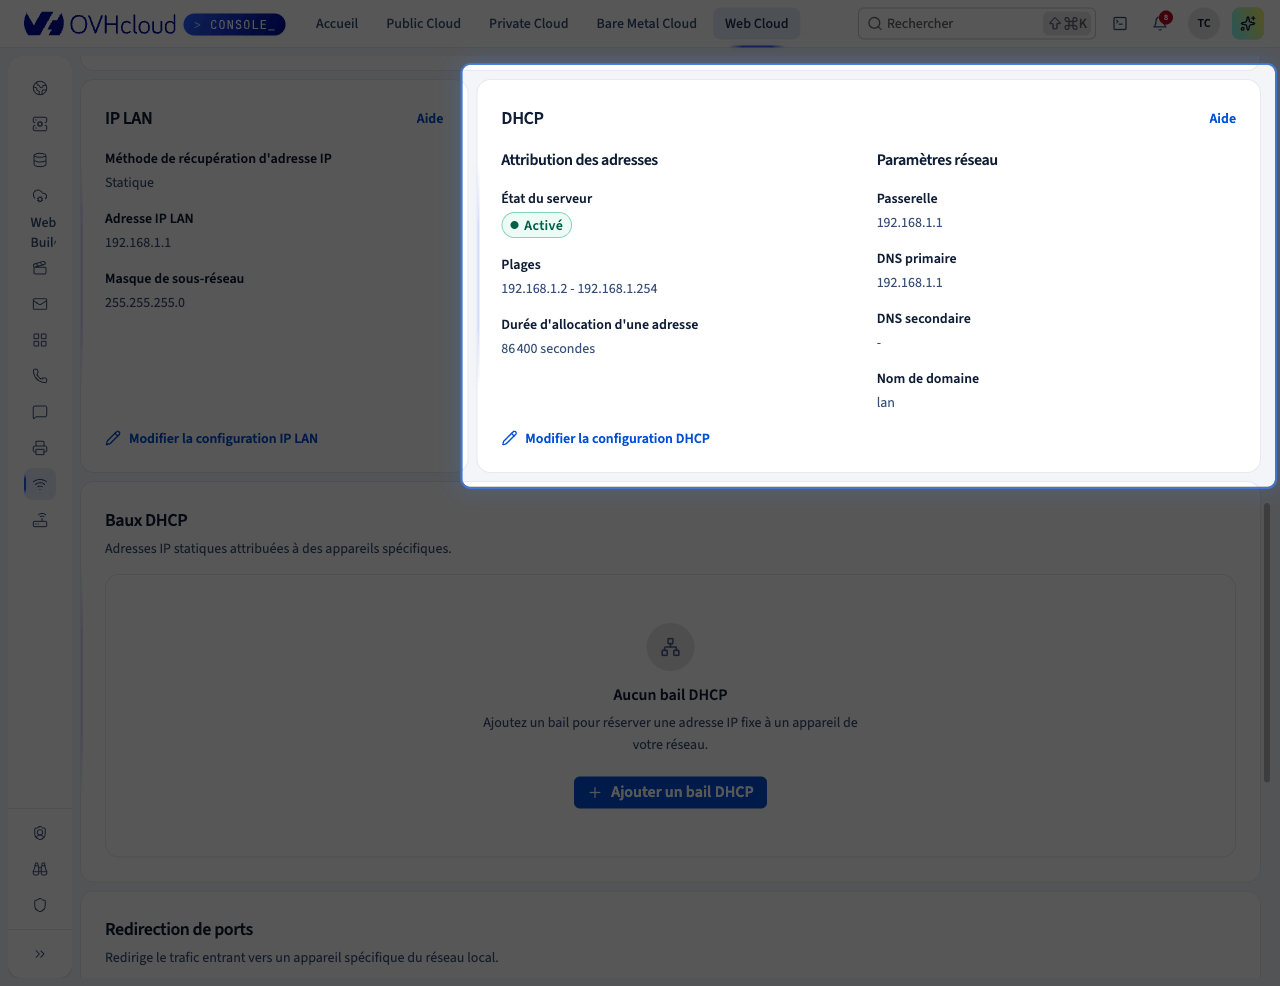 OVHcloud
> CONSOLE_
Accueil
Public Cloud
Private Cloud
Bare Metal Cloud
Web Cloud
Rechercher
⇧⌘K
8
TC
Web
IP LAN
Aide
Méthode de récupération d'adresse IP
Statique
Adresse IP LAN
192.168.1.1
Masque de sous-réseau
255.255.255.0
Modifier la configuration IP LAN
DHCP
Aide
Attribution des adresses
État du serveur
Activé
Plages
192.168.1.2 - 192.168.1.254
Durée d'allocation d'une adresse
86 400 secondes
Paramètres réseau
Passerelle
192.168.1.1
DNS primaire
192.168.1.1
DNS secondaire
-
Nom de domaine
lan
Modifier la configuration DHCP
Baux DHCP
Adresses IP statiques attribuées à des appareils spécifiques.
Aucun bail DHCP
Ajoutez un bail pour réserver une adresse IP fixe à un appareil de
votre réseau.
+ Ajouter un bail DHCP
Redirection de ports
Redirige le trafic entrant vers un appareil spécifique du réseau local.